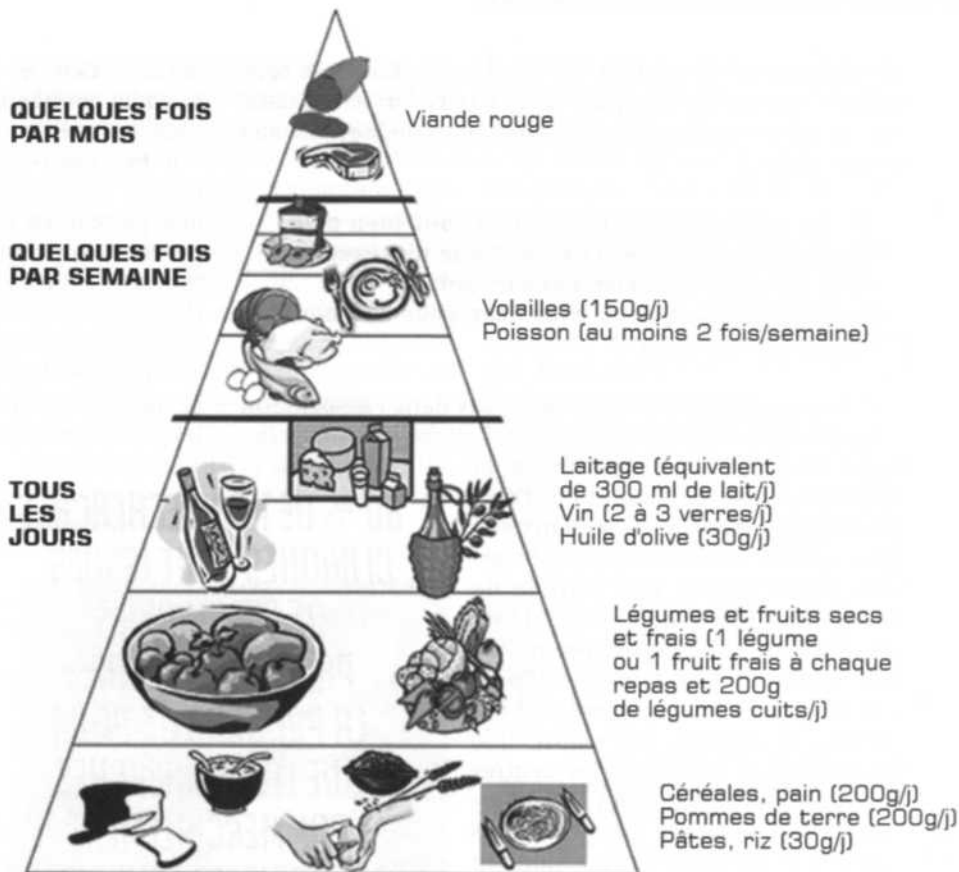 QUELQUES FOIS
PAR MOIS
Viande rouge
QUELQUES FOIS
PAR SEMAINE
Volailles (150g/j)
Poisson (au moins 2 fois/semaine)
TOUS
LES
JOURS
Laitage (équivalent
de 300 ml de lait/j)
Vin (2 à 3 verres/j)
Huile d'olive (30g/j)
Légumes et fruits secs
et frais (1 légume
ou 1 fruit frais à chaque
repas et 200g
de légumes cuits/j)
Céréales, pain (200g/j)
Pommes de terre (200g/j)
Pâtes, riz (30g/j)